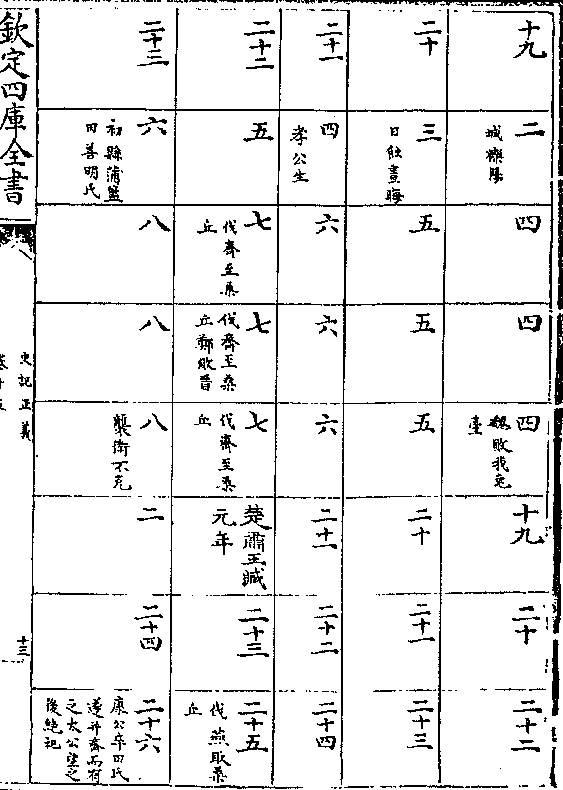 十九
二
城櫟陽
四
四
四
魏敗我兔
臺
十九
二十
二十二
二十
三
日蝕晝晦
五
五
五
二十
二十一
二十三
二十一
四
孝公生
六
六
六
二十一
二十二
二十四
二十二
五
七
伐齊至桑
丘
七
伐齊至桑
丘鄭敗晉
七
伐齊至桑
丘
楚肅王臧
元年
二十三
二十五
伐燕取桑
丘
二十三
六
初縣蒲藍
田善明氏
八
八
八
襲衛不克
二
二十四
二十六
康公卒田氏
遂并齊而有
之太公望之
後絶祀
欽定四庫全書
史記正義
卷十五
十三